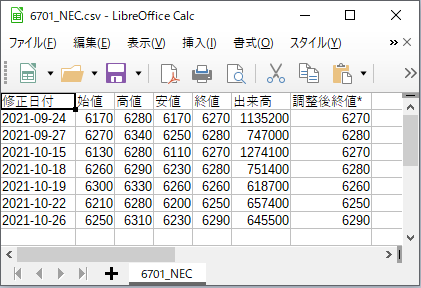 6701_NEC.csv - LibreOffice Calc
ファイル(F) 編集(E) 表示(V) 挿入(I) 書式(O) スタイル(Y)
修正日付 始値 高値 安値 終値 出来高 調整後終値*
2021-09-24 6170 6280 6170 6270 1135200 6270
2021-09-27 6270 6340 6250 6280 747000 6280
2021-10-15 6130 6280 6110 6270 1274100 6270
2021-10-18 6260 6290 6230 6280 751400 6280
2021-10-19 6300 6330 6260 6260 618700 6260
2021-10-22 6210 6280 6200 6250 657400 6250
2021-10-26 6250 6310 6230 6290 645500 6290
6701_NEC